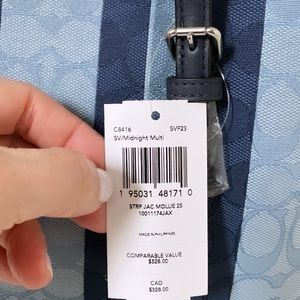 C8416 SVF23
SV/Midnight Multi
1 95031 48171 0
STRP JAC MOLLIE 25
10011174JAX
MADE IN PHILIPPINES
COMPARABLE VALUE
$328.00
CAD
$328.00